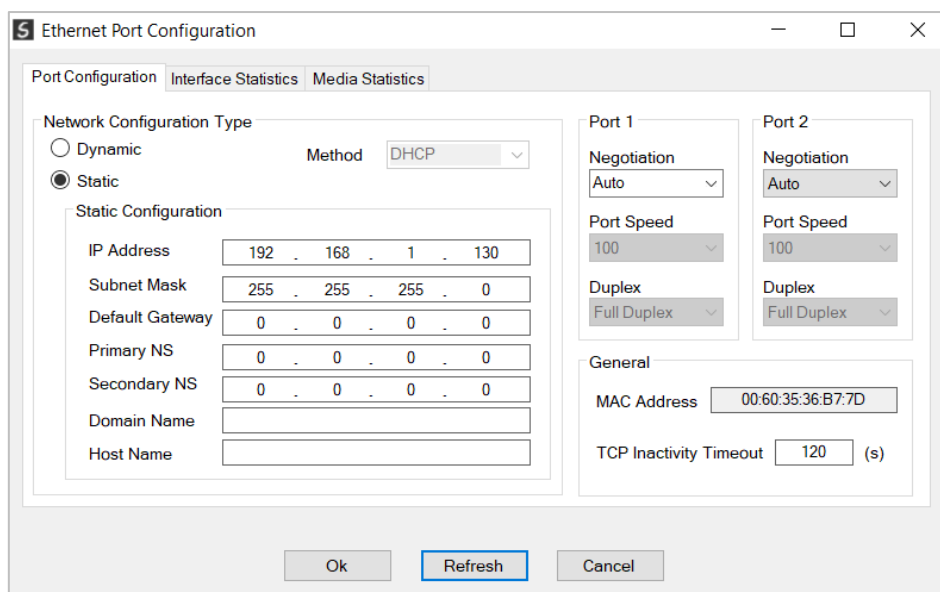 S Ethernet Port Configuration
Port Configuration Interface Statistics Media Statistics
Network Configuration Type
Dynamic
Method DHCP
Static
Static Configuration
IP Address 192 . 168 . 1 . 130
Subnet Mask 255 . 255 . 255 . 0
Default Gateway 0 . 0 . 0 . 0
Primary NS 0 . 0 . 0 . 0
Secondary NS 0 . 0 . 0 . 0
Domain Name
Host Name
Port 1
Negotiation
Auto
Port Speed
100
Duplex
Full Duplex
Port 2
Negotiation
Auto
Port Speed
100
Duplex
Full Duplex
General
MAC Address 00:60:35:36:B7:7D
TCP Inactivity Timeout 120 (s)
Ok Refresh Cancel